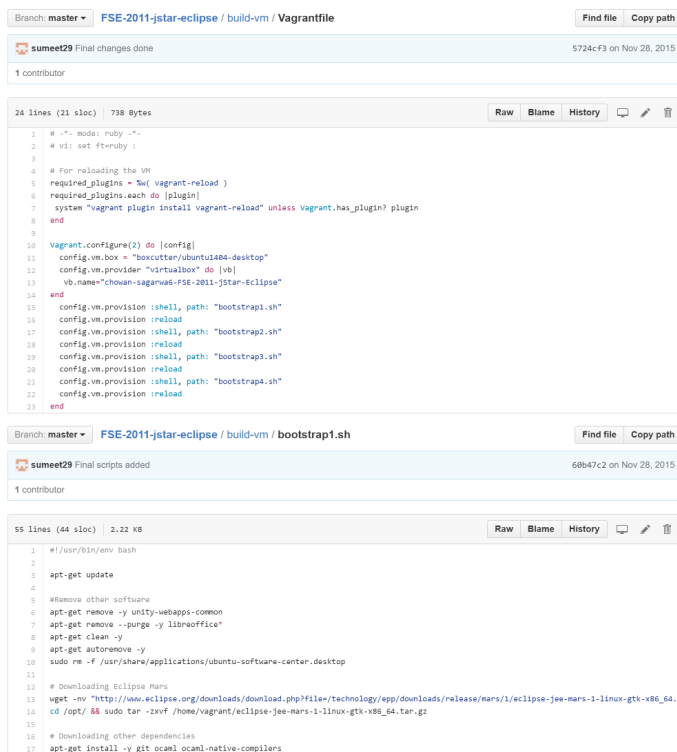 Branch: master FSE-2011-jstar-eclipse / build-vm / Vagrantfile Find file Copy path
sumeet29 Final changes done 5724cf3 on Nov 28, 2015
1 contributor
24 lines (21 sloc) 738 Bytes Raw Blame History
1 # -*- mode: ruby -*-
2 # vi: set ft=ruby :
3
4 # For reloading the VM
5 required_plugins = %w( vagrant-reload )
6 required_plugins.each do |plugin|
7 system "vagrant plugin install vagrant-reload" unless Vagrant.has_plugin? plugin
8 end
9
10 Vagrant.configure(2) do |config|
11 config.vm.box = "boxcutter/ubuntu1404-desktop"
12 config.vm.provider "virtualbox" do |vb|
13 vb.name="chowan-sagarwa6-FSE-2011-jStar-Eclipse"
14 end
15 config.vm.provision :shell, path: "bootstrap1.sh"
16 config.vm.provision :reload
17 config.vm.provision :shell, path: "bootstrap2.sh"
18 config.vm.provision :reload
19 config.vm.provision :shell, path: "bootstrap3.sh"
20 config.vm.provision :reload
21 config.vm.provision :shell, path: "bootstrap4.sh"
22 config.vm.provision :reload
23 end
Branch: master FSE-2011-jstar-eclipse / build-vm / bootstrap1.sh Find file Copy path
sumeet29 Final scripts added 60b47c2 on Nov 28, 2015
1 contributor
55 lines (44 sloc) 2.22 KB Raw Blame History
1 #!/usr/bin/env bash
2
3 apt-get update
4
5 #Remove other software
6 apt-get remove -y unity-webapps-common
7 apt-get remove --purge -y libreoffice*
8 apt-get clean -y
9 apt-get autoremove -y
10 sudo rm -f /usr/share/applications/ubuntu-software-center.desktop
11
12 # Downloading Eclipse Mars
13 wget -nv "http://www.eclipse.org/downloads/download.php?file=/technology/epp/downloads/release/mars/1/eclipse-jee-mars-1-linux-gtk-x86_64.
14 cd /opt/ && sudo tar -zxvf /home/vagrant/eclipse-jee-mars-1-linux-gtk-x86_64.tar.gz
15
16 # Downloading other dependencies
17 apt-get install -y git ocaml ocaml-native-compilers